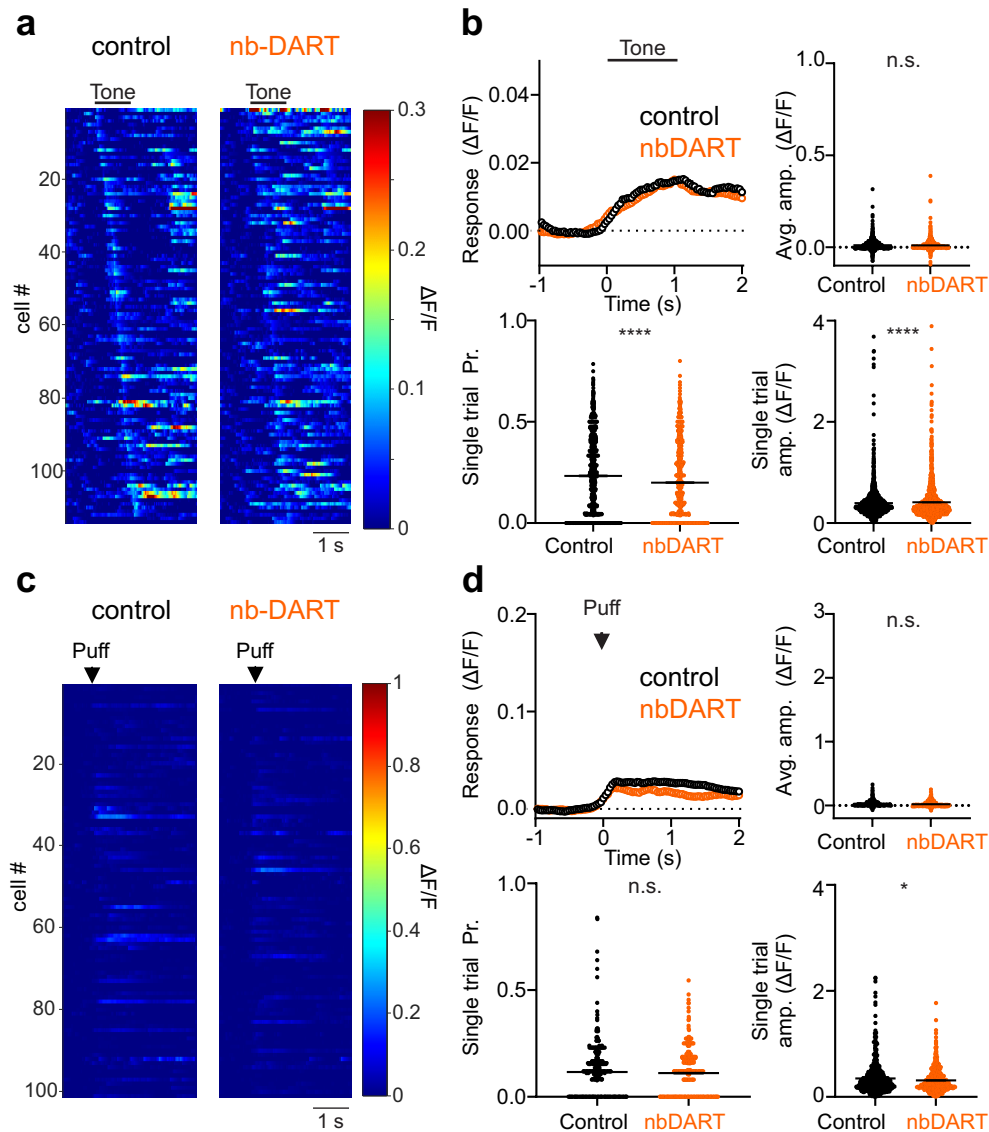 a
control
nb-DART
Tone
Tone
0.3
0.2
0.1
0
ΔF/F
20
40
60
80
100
cell #
1 s
b
Tone
control
nbDART
Response (ΔF/F)
0.04
0.02
0.00
-1
0
1
2
Time (s)
n.s.
Avg. amp. (ΔF/F)
1.0
0.5
0.0
Control
nbDART
****
Single trial Pr.
1.0
0.5
0.0
Control
nbDART
****
Single trial
amp. (ΔF/F)
4
2
0
Control
nbDART
c
control
nb-DART
Puff
Puff
1
0.8
0.6
0.4
0.2
0
ΔF/F
20
40
60
80
100
cell #
1 s
d
Puff
control
nbDART
Response (ΔF/F)
0.2
0.1
0.0
-1
0
1
2
Time (s)
n.s.
Avg. amp. (ΔF/F)
3
2
1
0
Control
nbDART
n.s.
Single trial Pr.
1.0
0.5
0.0
Control
nbDART
*
Single trial
amp. (ΔF/F)
4
2
0
Control
nbDART